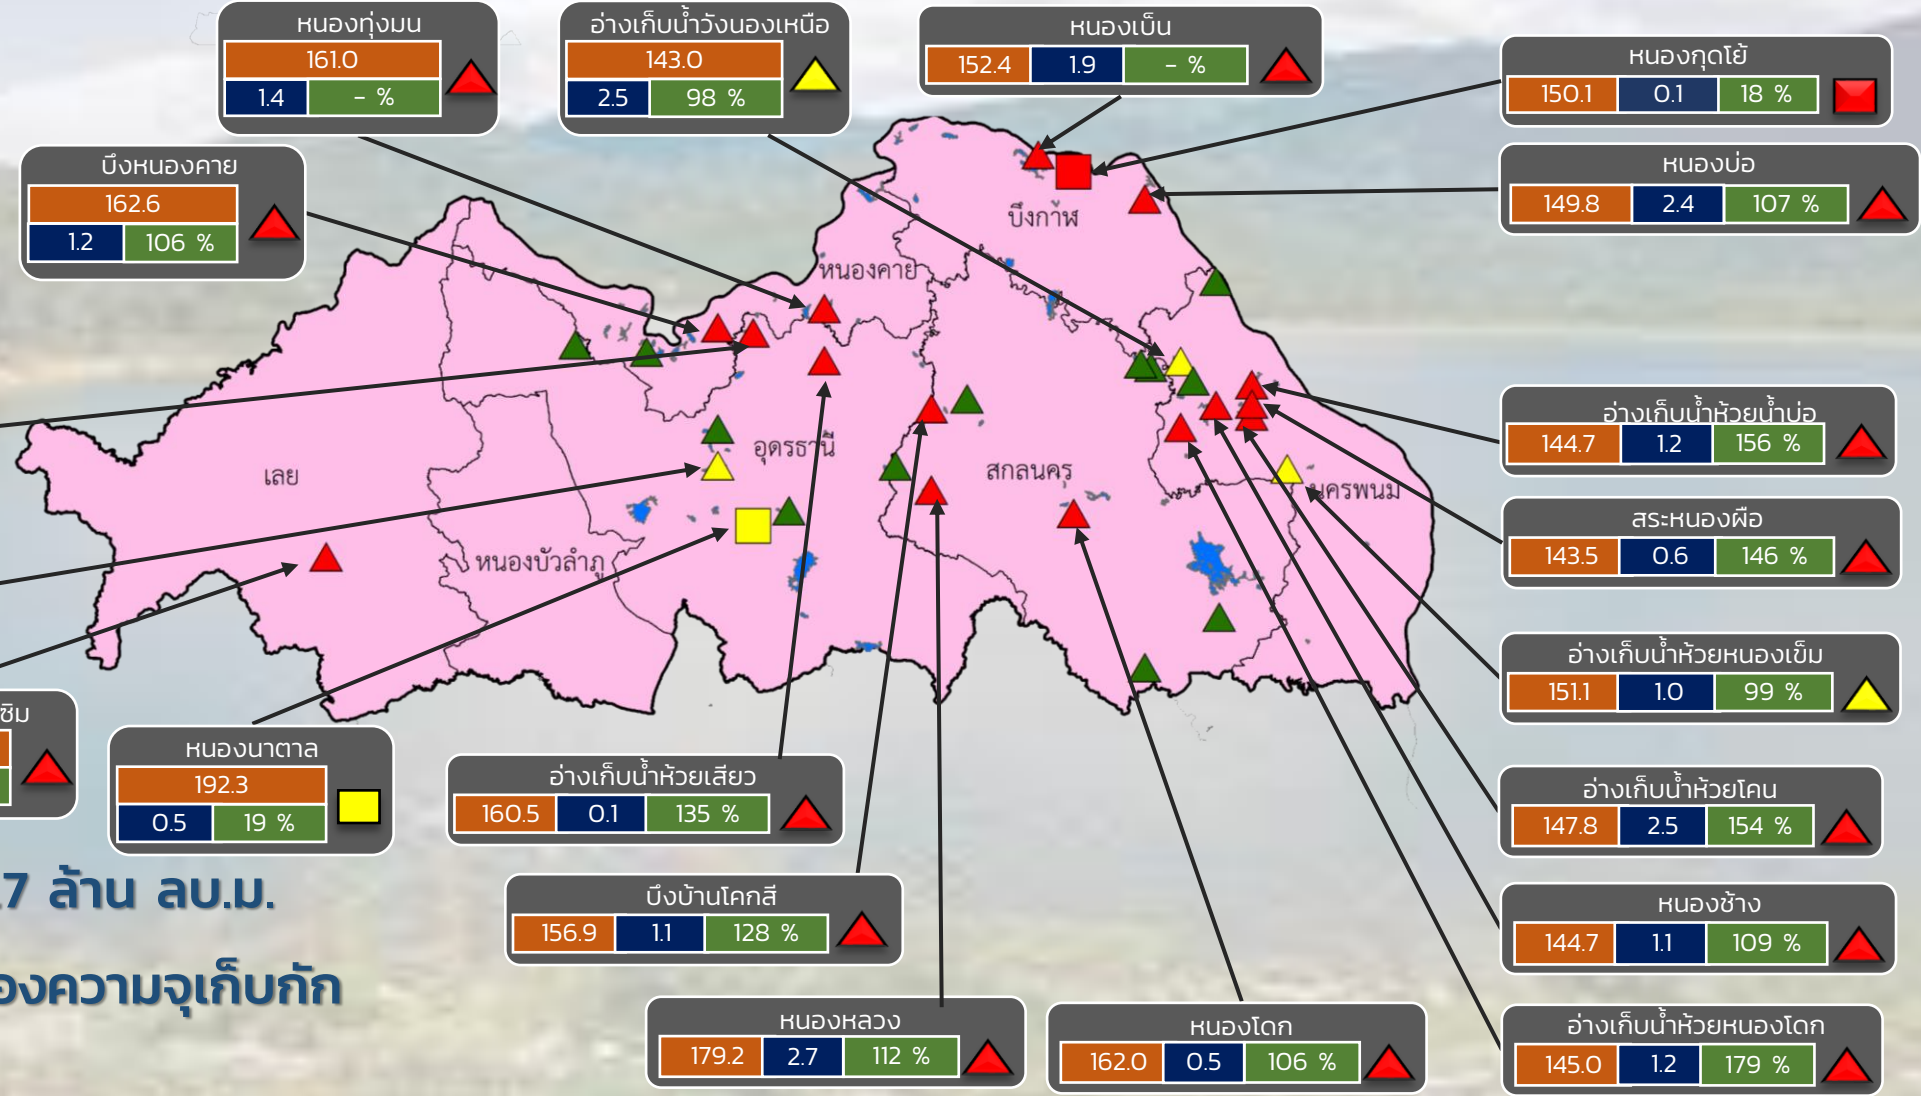 หนองทุ่งมน
161.0
1.4 - %
อ่างเก็บน้ำวังนองเหนือ
143.0
2.5 98 %
หนองเบ็น
152.4 1.9 - %
หนองกุดโย้
150.1 0.1 18 %
บึงหนองคาย
162.6
1.2 106 %
หนองบ่อ
149.8 2.4 107 %
บึงกาฬ
หนองคาย
อุดรธานี
เลย
สกลนคร
นครพนม
หนองบัวลำภู
อ่างเก็บน้ำห้วยน้ำบ่อ
144.7 1.2 156 %
สระหนองผือ
143.5 0.6 146 %
อ่างเก็บน้ำห้วยหนองเข็ม
151.1 1.0 99 %
ซิม
หนองนาตาล
192.3
0.5 19 %
อ่างเก็บน้ำห้วยเสียว
160.5 0.1 135 %
อ่างเก็บน้ำห้วยโคน
147.8 2.5 154 %
.7 ล้าน ลบ.ม.
บึงบ้านโคกสี
156.9 1.1 128 %
หนองช้าง
144.7 1.1 109 %
องความจุเก็บกัก
หนองหลวง
179.2 2.7 112 %
หนองโดก
162.0 0.5 106 %
อ่างเก็บน้ำห้วยหนองโดก
145.0 1.2 179 %